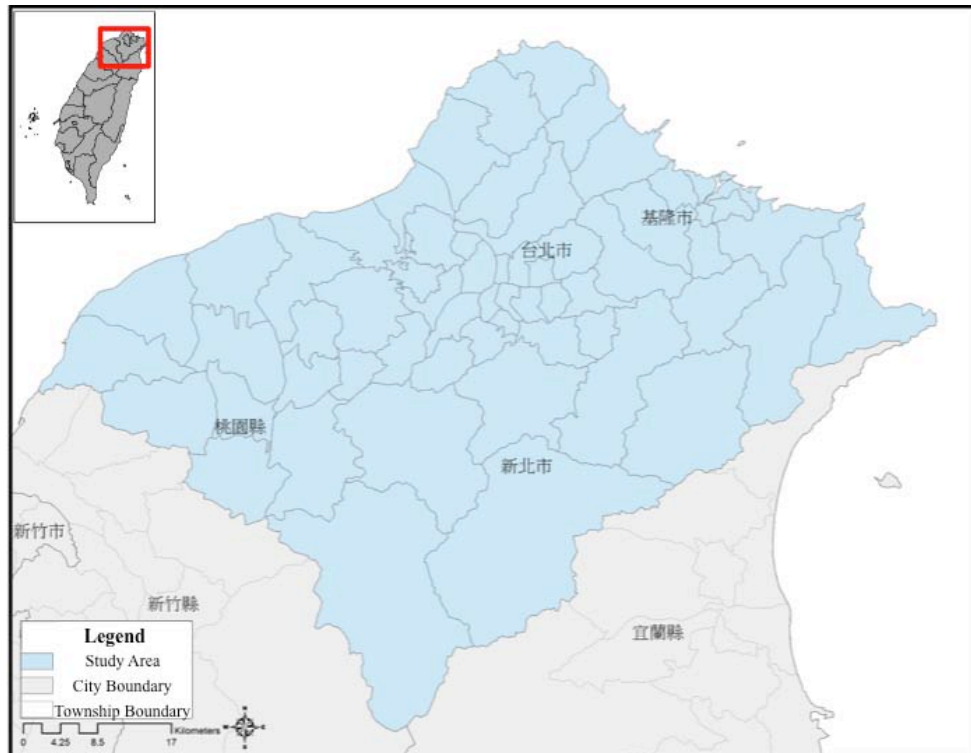 基隆市
台北市
桃園縣
新北市
新竹市
新竹縣
宜蘭縣
Legend
Study Area
City Boundary
Township Boundary
Kilometers
0 4.25 8.5 17